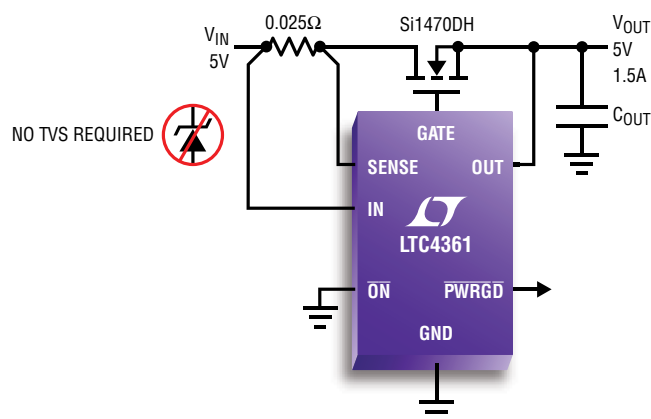 0.025Ω
Si1470DH
VIN
5V
VOUT
5V
1.5A
COUT
NO TVS REQUIRED
GATE
SENSE
OUT
IN
LTC4361
ON
PWRGD
GND